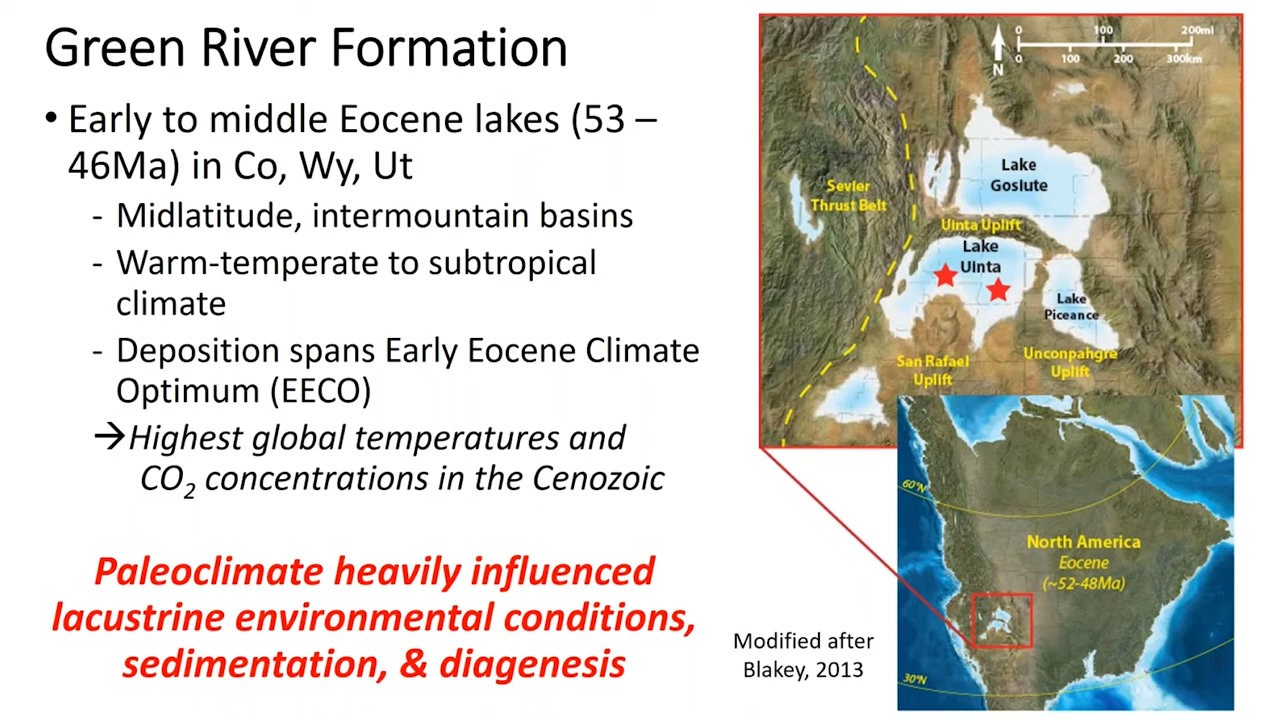 Green River Formation
• Early to middle Eocene lakes (53 –
46Ma) in Co, Wy, Ut
- Midlatitude, intermountain basins
- Warm-temperate to subtropical
climate
- Deposition spans Early Eocene Climate
Optimum (EECO)
→Highest global temperatures and
CO₂ concentrations in the Cenozoic
Paleoclimate heavily influenced
lacustrine environmental conditions,
sedimentation, & diagenesis
0 100 200mi
0 100 200 300km
N
Lake
Gosiute
Sevier
Thrust Belt
Uinta Uplift
Lake
Uinta
Lake
Piceance
San Rafael
Uplift
Unconpahgre
Uplift
60°N
North America
Eocene
(~52-48Ma)
30°N
Modified after
Blakey, 2013